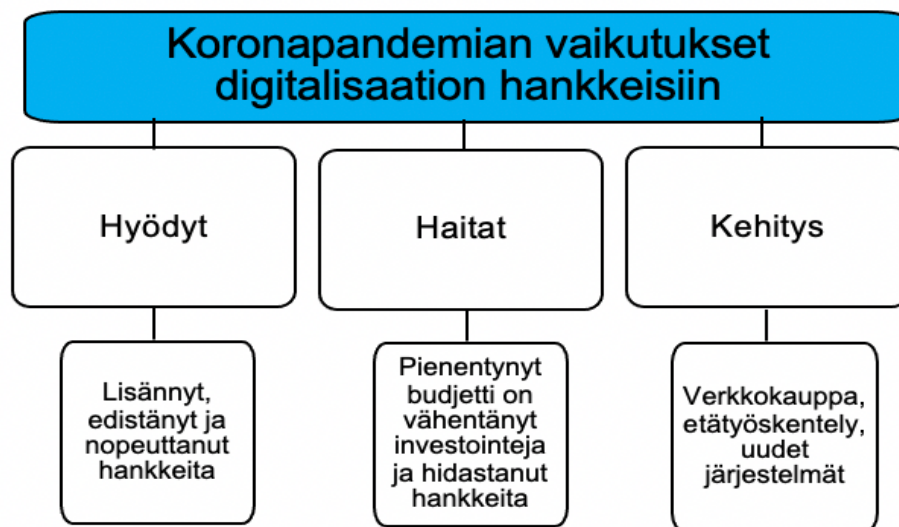 Koronapandemian vaikutukset
digitalisaation hankkeisiin
Hyödyt
Haitat
Kehitys
Lisännyt,
edistänyt ja
nopeuttanut
hankkeita
Pienentynyt
budjetti on
vähentänyt
investointeja
ja hidastanut
hankkeita
Verkkokauppa,
etätyöskentely,
uudet
järjestelmät